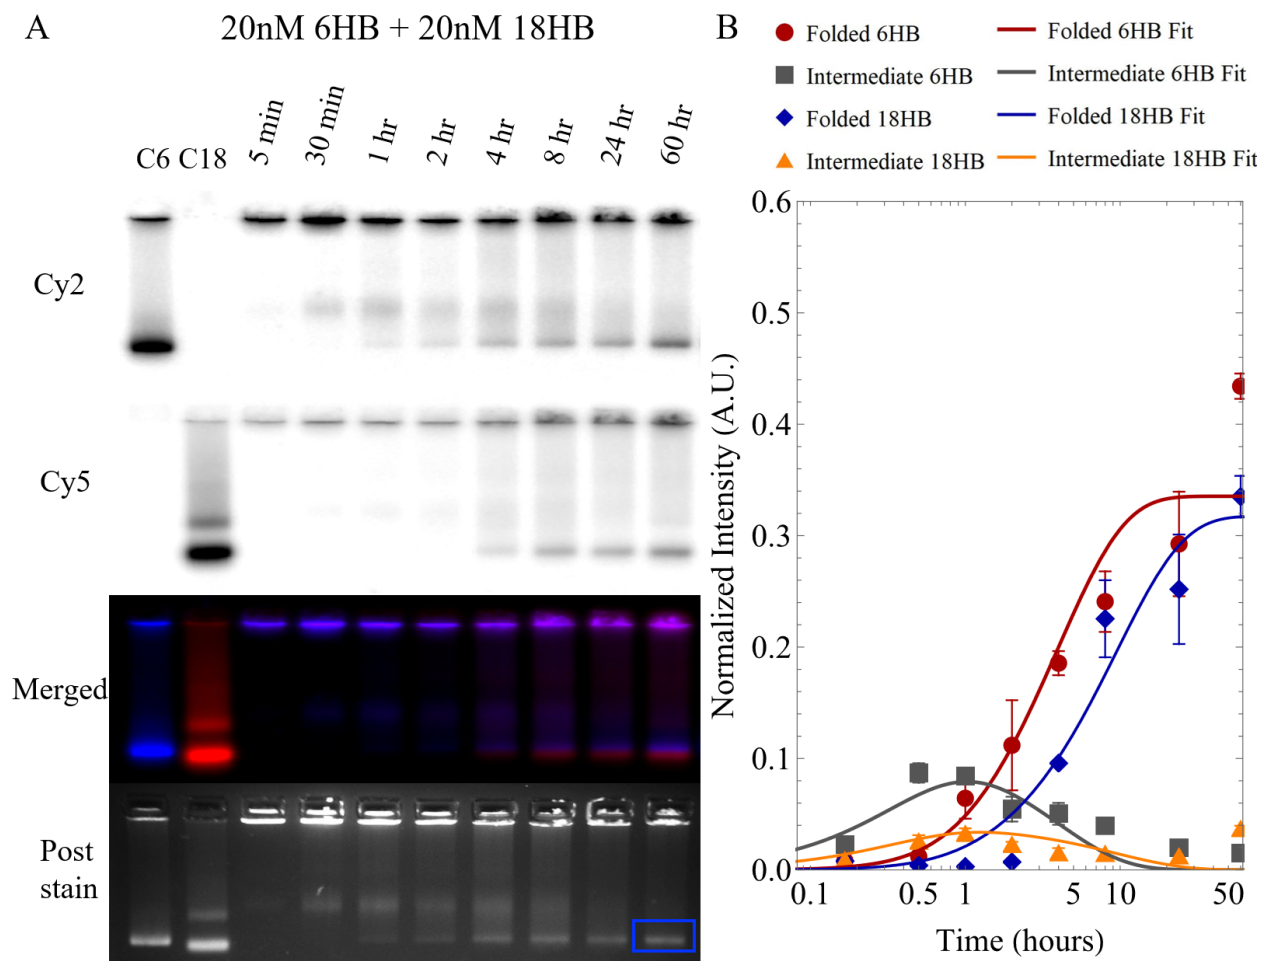 A
20nM 6HB + 20nM 18HB
C6 C18 5 min 30 min 1 hr 2 hr 4 hr 8 hr 24 hr 60 hr
Cy2
Cy5
Merged
Post
stain
B
Folded 6HB
Folded 6HB Fit
Intermediate 6HB
Intermediate 6HB Fit
Folded 18HB
Folded 18HB Fit
Intermediate 18HB
Intermediate 18HB Fit
Normalized Intensity (A.U.)
0.6
0.5
0.4
0.3
0.2
0.1
0.0
0.1 0.5 1 5 10 50
Time (hours)